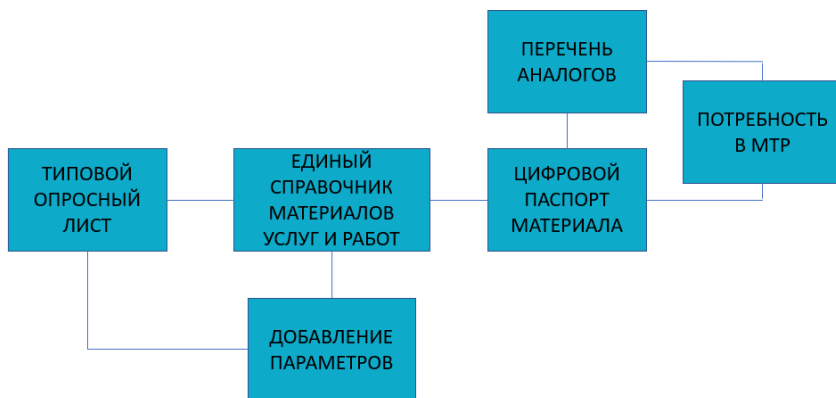 ПЕРЕЧЕНЬ
АНАЛОГОВ
ПОТРЕБНОСТЬ
В МТР
ТИПОВОЙ
ОПРОСНЫЙ
ЛИСТ
ЕДИНЫЙ
СПРАВОЧНИК
МАТЕРИАЛОВ
УСЛУГ И РАБОТ
ЦИФРОВОЙ
ПАСПОРТ
МАТЕРИАЛА
ДОБАВЛЕНИЕ
ПАРАМЕТРОВ